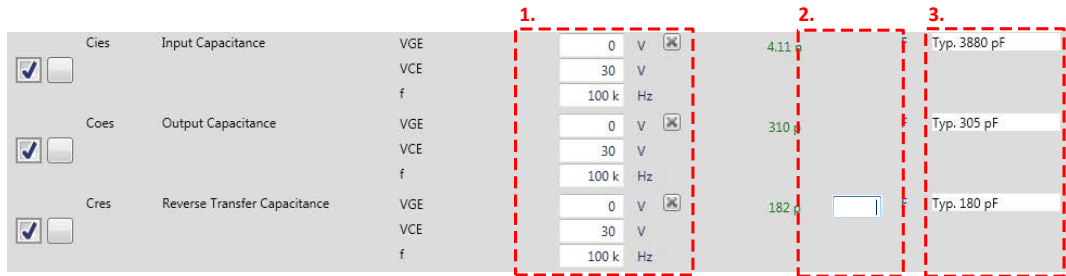 1. 2. 3.
Cies Input Capacitance VGE 0 V 4.11 n F Typ. 3880 pF
VCE 30 V
f 100 k Hz
Coes Output Capacitance VGE 0 V 310 p F Typ. 305 pF
VCE 30 V
f 100 k Hz
Cres Reverse Transfer Capacitance VGE 0 V 182 p F Typ. 180 pF
VCE 30 V
f 100 k Hz